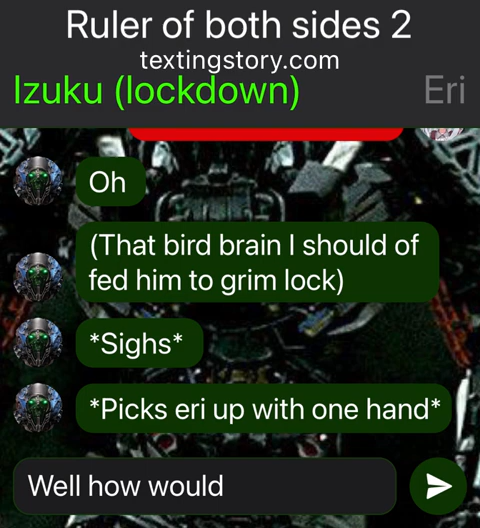 Ruler of both sides 2
textingstory.com
Izuku (lockdown) Eri
Oh
(That bird brain I should of
fed him to grim lock)
*Sighs*
*Picks eri up with one hand*
Well how would